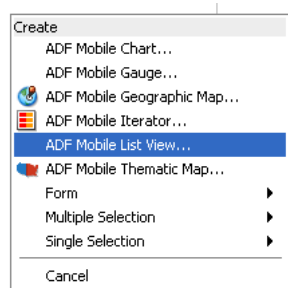 Create
ADF Mobile Chart...
ADF Mobile Gauge...
ADF Mobile Geographic Map...
ADF Mobile Iterator...
ADF Mobile List View...
ADF Mobile Thematic Map...
Form
Multiple Selection
Single Selection
Cancel